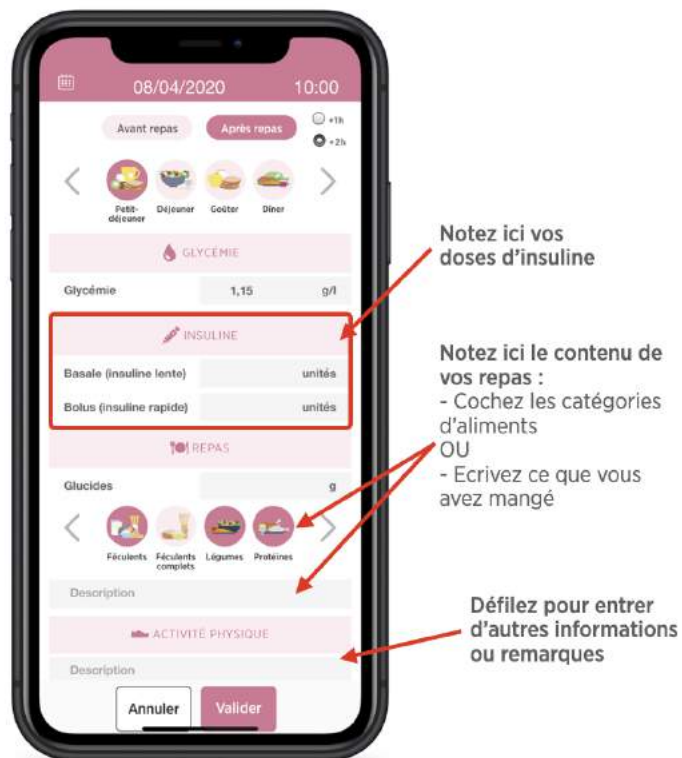 08/04/2020 10:00
Avant repas Après repas +1h
+2h
Petit-déjeuner Déjeuner Goûter Dîner
GLYCÉMIE
Glycémie 1,15 g/l
INSULINE
Basale (insuline lente) unités
Bolus (insuline rapide) unités
REPAS
Glucides g
Féculents Féculents complets Légumes Protéines
Description
ACTIVITÉ PHYSIQUE
Description
Annuler Valider
Notez ici vos
doses d'insuline
Notez ici le contenu de
vos repas :
- Cochez les catégories
d'aliments
OU
- Ecrivez ce que vous
avez mangé
Défilez pour entrer
d'autres informations
ou remarques